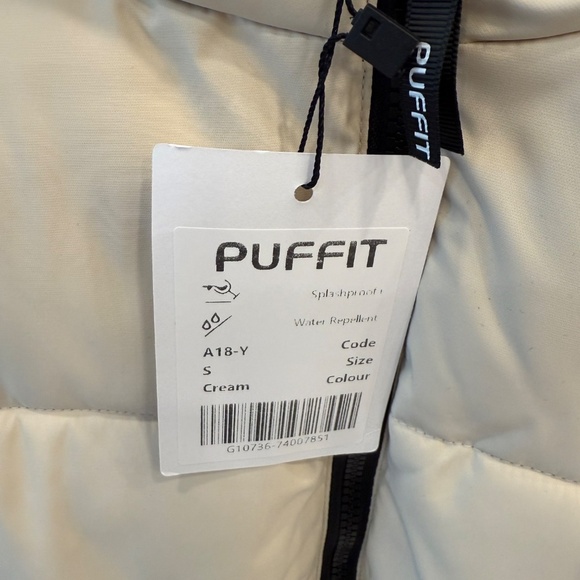 PUFFIT
PUFFIT
Splashproof
Water Repellent
A18-Y Code
S Size
Cream Colour
G10736-74007851